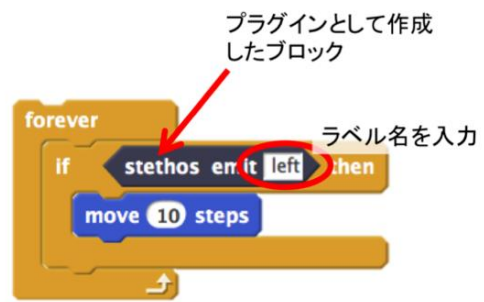 プラグインとして作成
したブロック
forever
ラベル名を入力
if stethos emit left then
move 10 steps